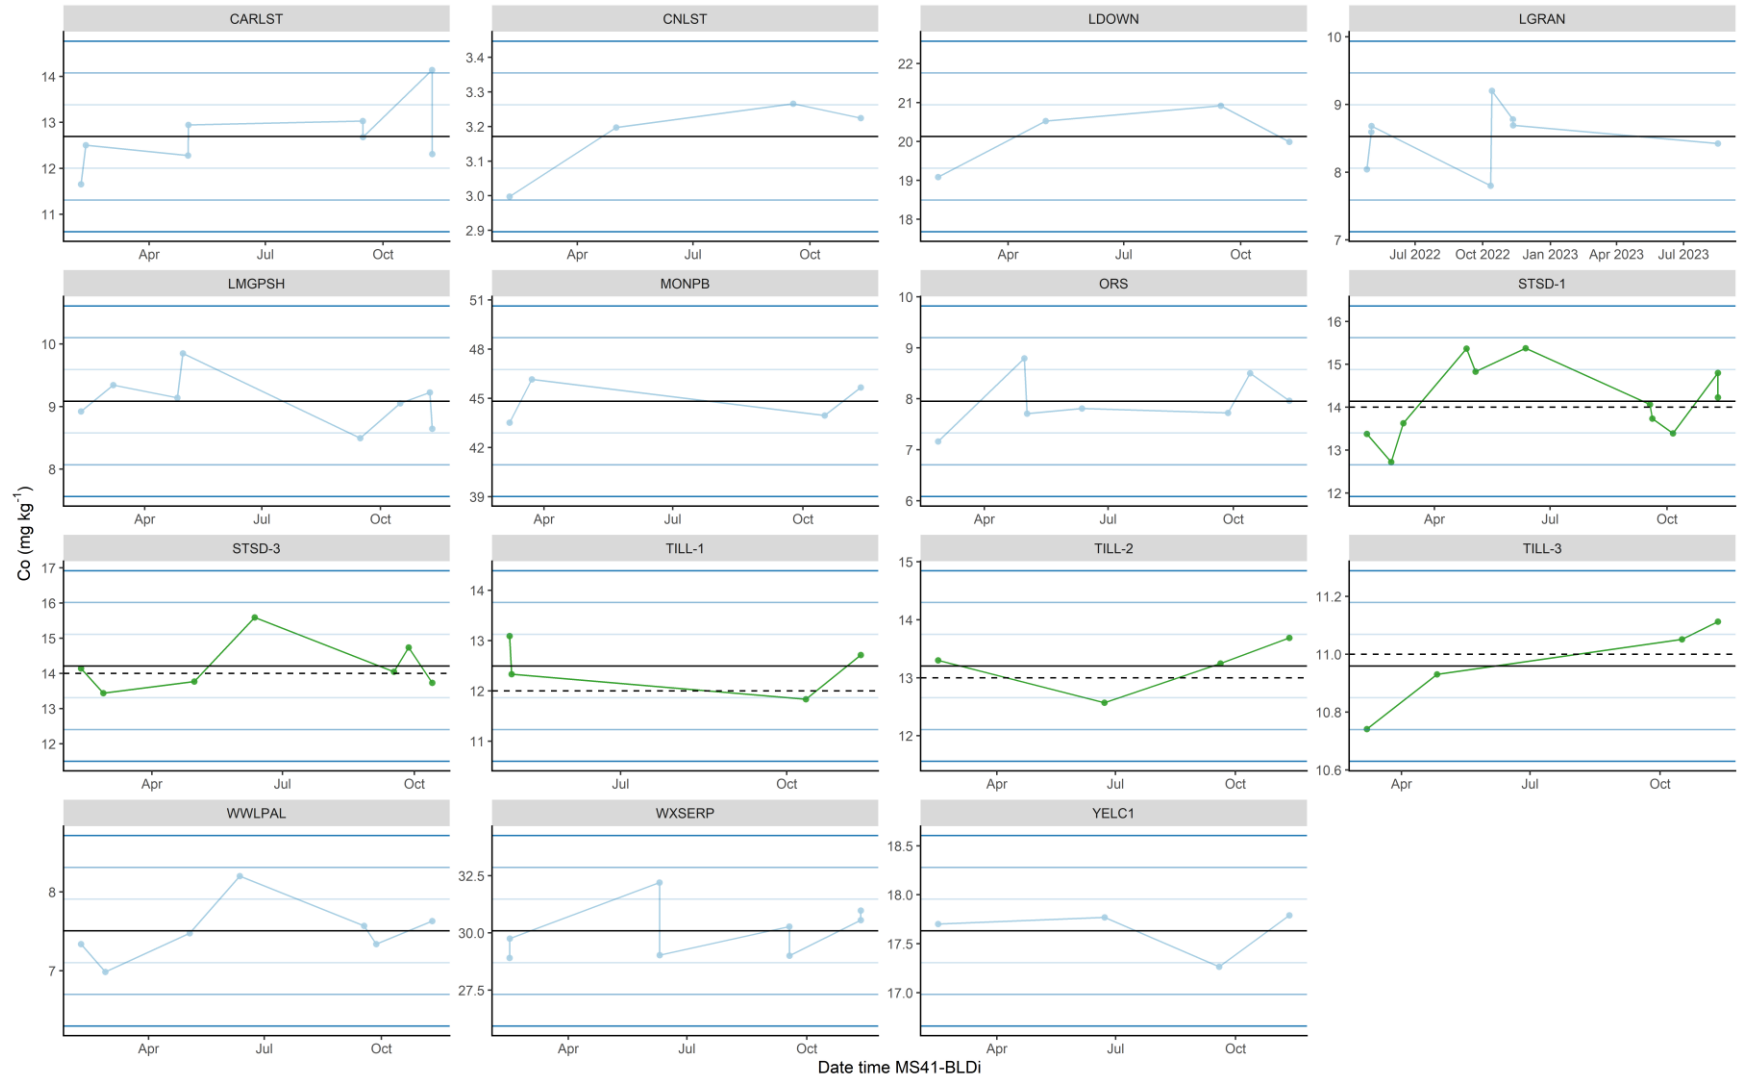 CARLST CNLST LDOWN LGRAN
14 13 12 11
Apr Jul Oct
3.4 3.3 3.2 3.1 3.0 2.9
Apr Jul Oct
22 21 20 19 18
Apr Jul Oct
10 9 8 7
Jul 2022 Oct 2022 Jan 2023 Apr 2023 Jul 2023
LMGPSH MONPB ORS STSD-1
10 9 8
Apr Jul Oct
51 48 45 42 39
Apr Jul Oct
10 9 8 7 6
Apr Jul Oct
16 15 14 13 12
Apr Jul Oct
Co (mg kg⁻¹)
STSD-3 TILL-1 TILL-2 TILL-3
17 16 15 14 13 12
Apr Jul Oct
14 13 12 11
Jul Oct
15 14 13 12
Apr Jul Oct
11.2 11.0 10.8 10.6
Apr Jul Oct
WWLPAL WXSERP YELC1
8 7
Apr Jul Oct
32.5 30.0 27.5
Apr Jul Oct
18.5 18.0 17.5 17.0
Apr Jul Oct
Date time MS41-BLDi